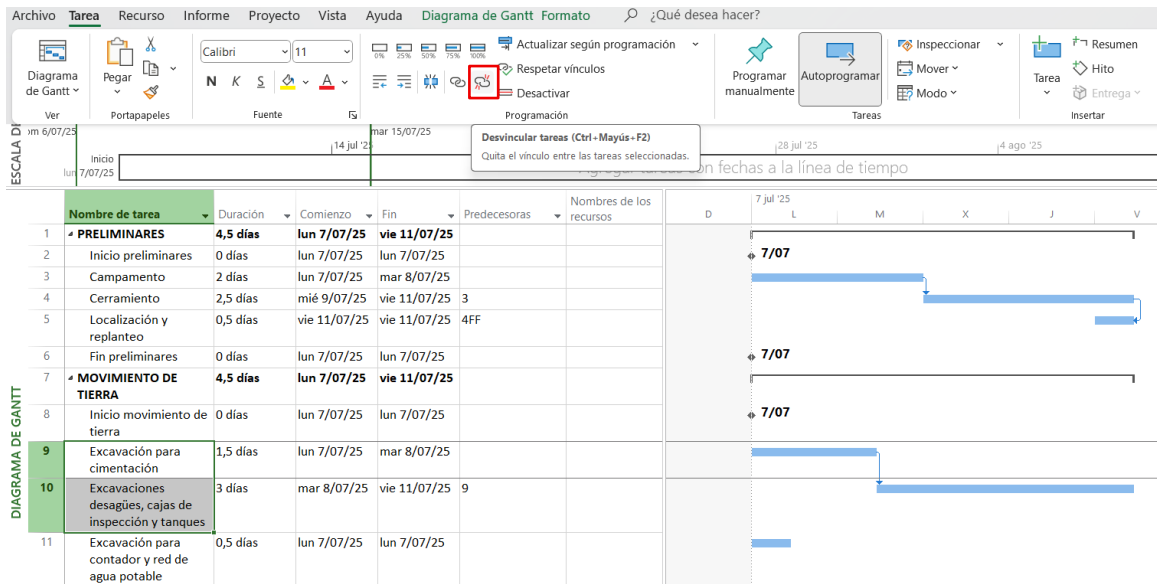 Archivo Tarea Recurso Informe Proyecto Vista Ayuda Diagrama de Gantt Formato ¿Qué desea hacer?
Diagrama de Gantt
Ver
Pegar
Portapapeles
Calibri 11
N K S A
Fuente
0% 25% 50% 75% 100%
Actualizar según programación
Respetar vínculos
Desactivar
Programación
Programar manualmente
Autoprogramar
Inspeccionar
Mover
Modo
Tareas
Tarea
Resumen
Hito
Entrega
Insertar
Desvincular tareas (Ctrl+Mayús+F2)
Quita el vínculo entre las tareas seleccionadas.
ESCALA DE
om 6/07/25 mar 15/07/25
14 jul '25 28 jul '25 4 ago '25
Inicio
lun 7/07/25
Agregar tareas con fechas a la línea de tiempo
DIAGRAMA DE GANTT
Nombre de tarea Duración Comienzo Fin Predecesoras Nombres de los recursos
7 jul '25
D L M X J V
1 PRELIMINARES 4,5 días lun 7/07/25 vie 11/07/25
2 Inicio preliminares 0 días lun 7/07/25 lun 7/07/25 7/07
3 Campamento 2 días lun 7/07/25 mar 8/07/25
4 Cerramiento 2,5 días mié 9/07/25 vie 11/07/25 3
5 Localización y replanteo 0,5 días vie 11/07/25 vie 11/07/25 4FF
6 Fin preliminares 0 días lun 7/07/25 lun 7/07/25 7/07
7 MOVIMIENTO DE TIERRA 4,5 días lun 7/07/25 vie 11/07/25
8 Inicio movimiento de tierra 0 días lun 7/07/25 lun 7/07/25 7/07
9 Excavación para cimentación 1,5 días lun 7/07/25 mar 8/07/25
10 Excavaciones desagües, cajas de inspección y tanques 3 días mar 8/07/25 vie 11/07/25 9
11 Excavación para contador y red de agua potable 0,5 días lun 7/07/25 lun 7/07/25